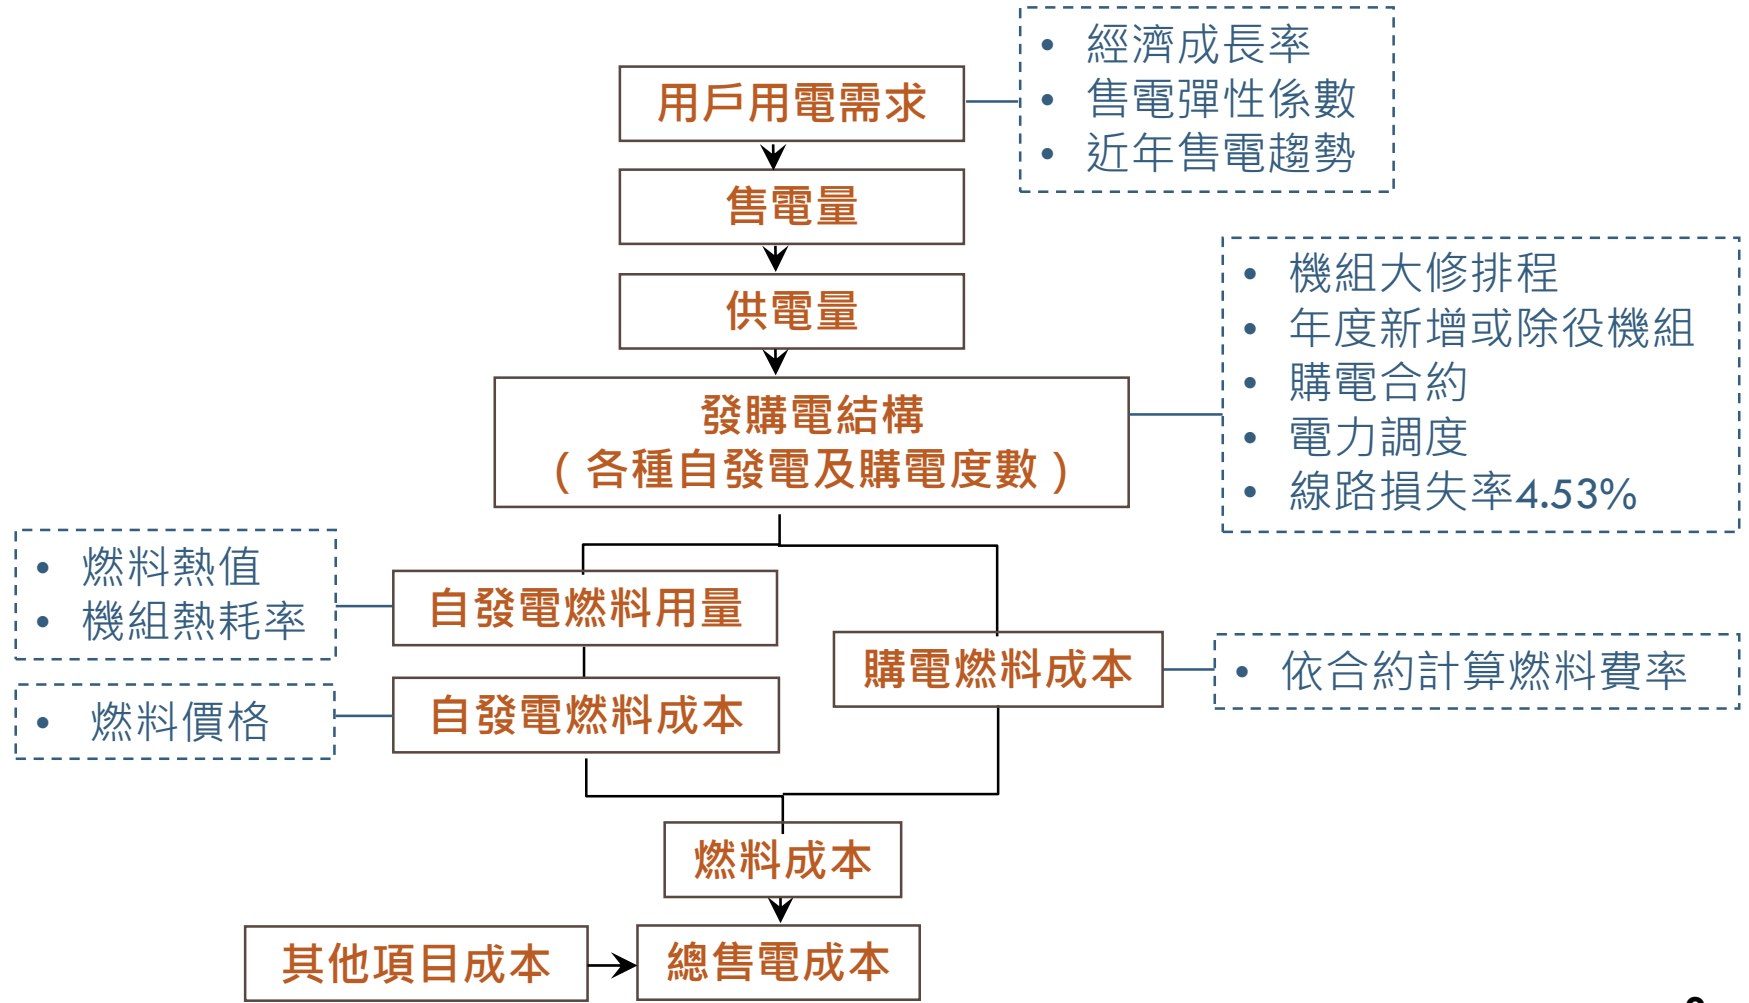 • 經濟成長率
• 售電彈性係數
• 近年售電趨勢
用戶用電需求
售電量
供電量
• 機組大修排程
• 年度新增或除役機組
• 購電合約
• 電力調度
• 線路損失率4.53%
發購電結構
（各種自發電及購電度數）
• 燃料熱值
• 機組熱耗率
自發電燃料用量
購電燃料成本
• 依合約計算燃料費率
• 燃料價格
自發電燃料成本
燃料成本
其他項目成本
總售電成本